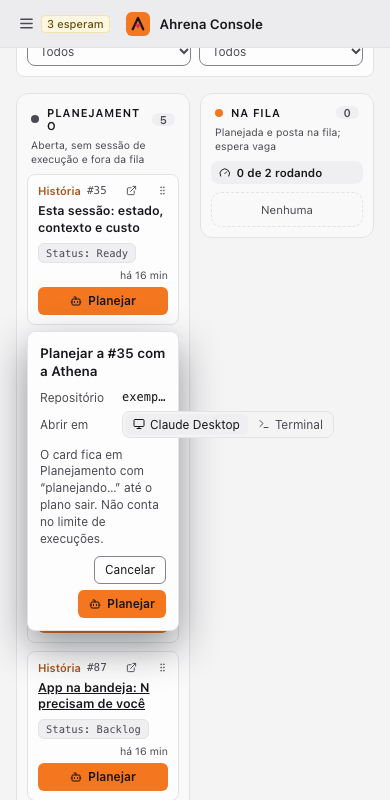 3 esperam
Ahrena Console
Todos
Todos
PLANEJAMENT
O
5
Aberta, sem sessão de
execução e fora da fila
História #35
Esta sessão: estado,
contexto e custo
Status: Ready
há 16 min
Planejar
Planejar a #35 com
a Athena
Repositório exemp…
Abrir em Claude Desktop Terminal
O card fica em
Planejamento com
“planejando…” até o
plano sair. Não conta
no limite de
execuções.
Cancelar
Planejar
História #87
App na bandeja: N
precisam de você
Status: Backlog
há 16 min
Planejar
NA FILA
0
Planejada e posta na fila;
espera vaga
0 de 2 rodando
Nenhuma